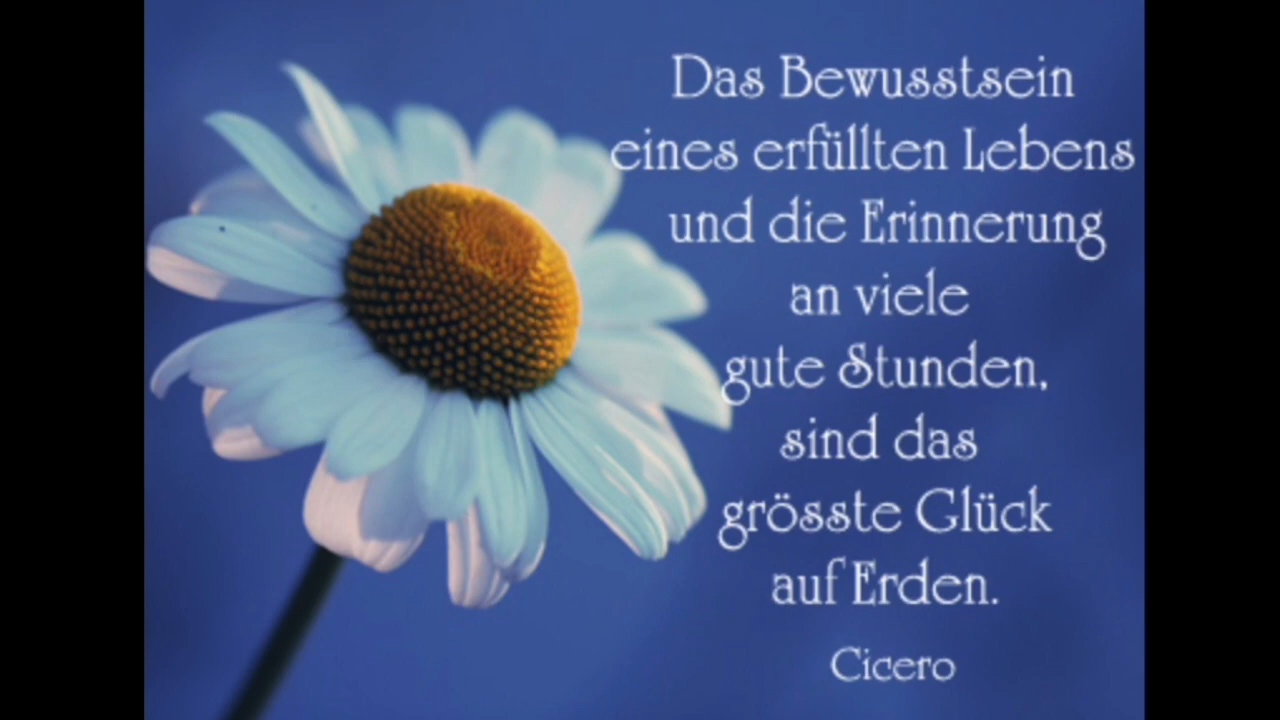 Das Bewusstsein
eines erfüllten Lebens
und die Erinnerung
an viele
gute Stunden,
sind das
grösste Glück
auf Erden.
Cicero